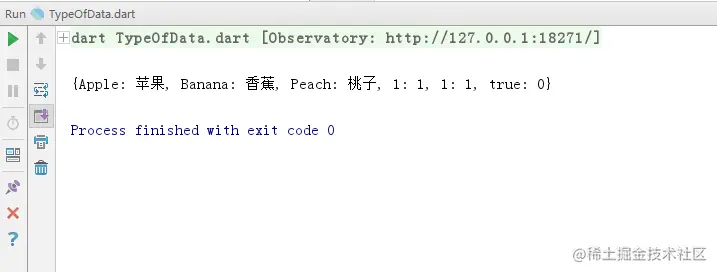 Run TypeOfData.dart
dart TypeOfData.dart [Observatory: http://127.0.0.1:18271/]
{Apple: 苹果, Banana: 香蕉, Peach: 桃子, 1: 1, 1: 1, true: 0}
Process finished with exit code 0
@稀土掘金技术社区